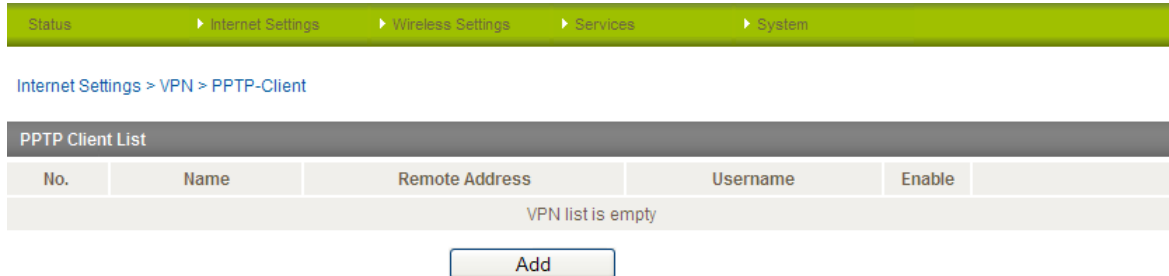 Status Internet Settings Wireless Settings Services System
Internet Settings > VPN > PPTP-Client
PPTP Client List
No. Name Remote Address Username Enable
VPN list is empty
Add